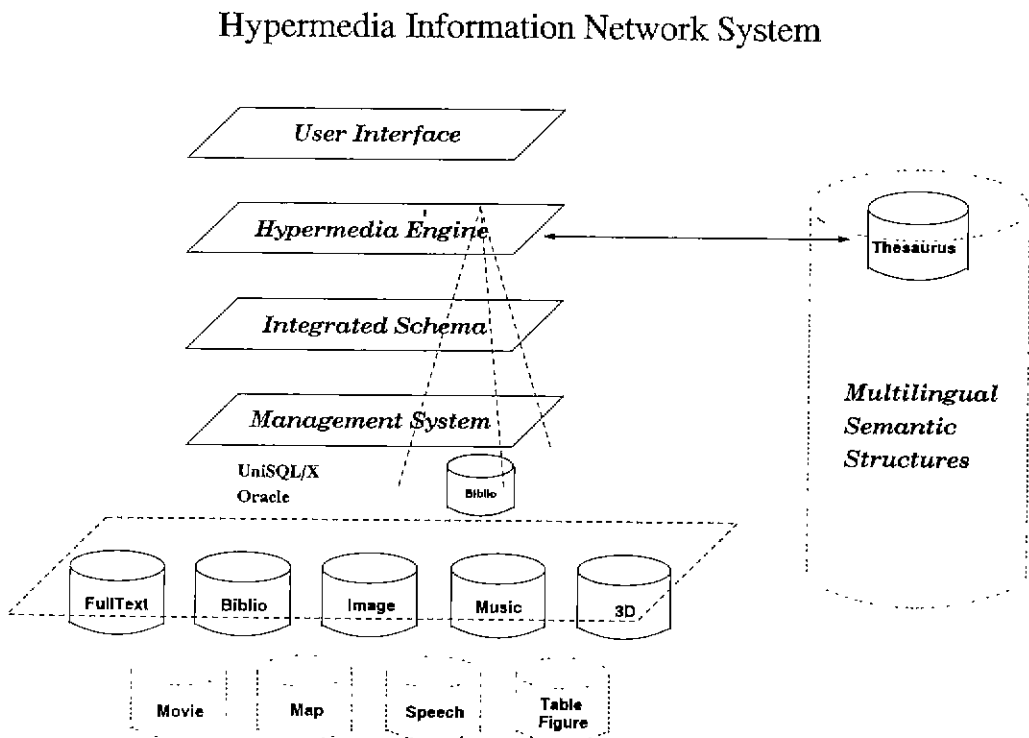 Hypermedia Information Network System
User Interface
Hypermedia Engine
Thesaurus
Integrated Schema
Multilingual
Semantic
Structures
Management System
UniSQL/X
Oracle
Biblio
FullText
Biblio
Image
Music
3D
Movie
Map
Speech
Table
Figure